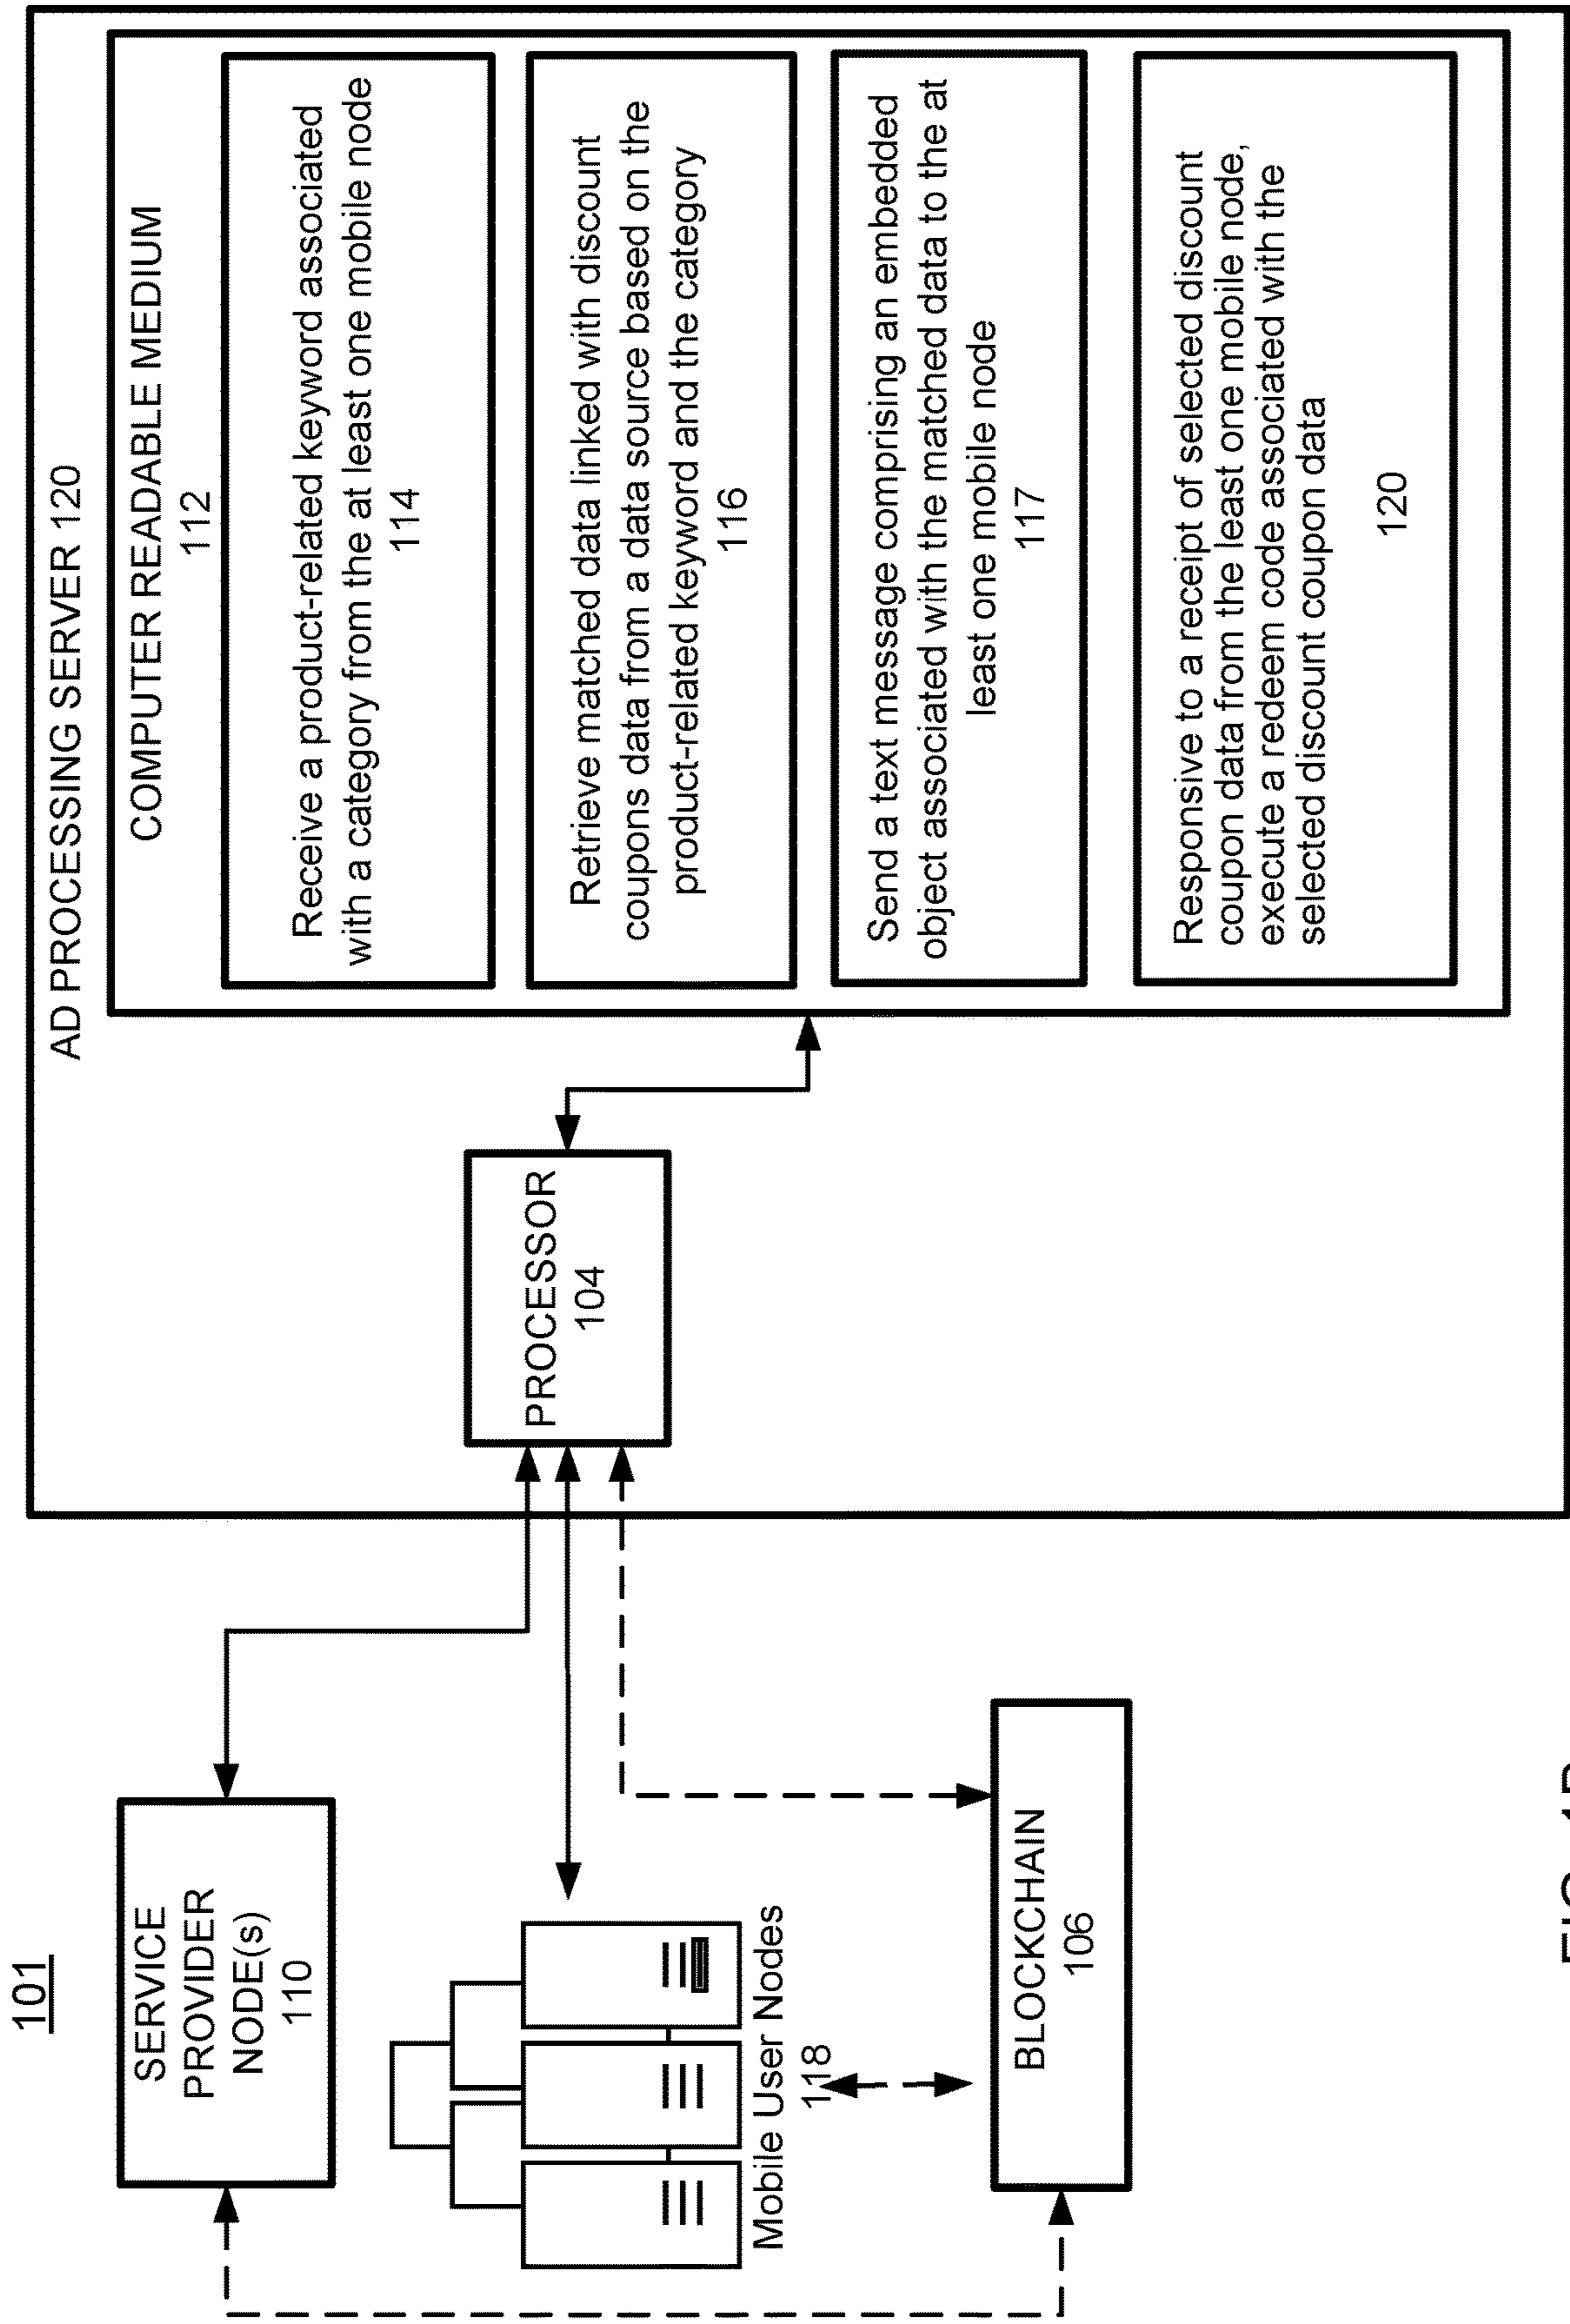 101
SERVICE
PROVIDER
NODE(s)
110
Mobile User Nodes
118
BLOCKCHAIN
106
PROCESSOR
104
AD PROCESSING SERVER 120
COMPUTER READABLE MEDIUM
112
Receive a product-related keyword associated
with a category from the at least one mobile node
114
Retrieve matched data linked with discount
coupons data from a data source based on the
product-related keyword and the category
116
Send a text message comprising an embedded
object associated with the matched data to the at
least one mobile node
117
Responsive to a receipt of selected discount
coupon data from the least one mobile node,
execute a redeem code associated with the
selected discount coupon data
120